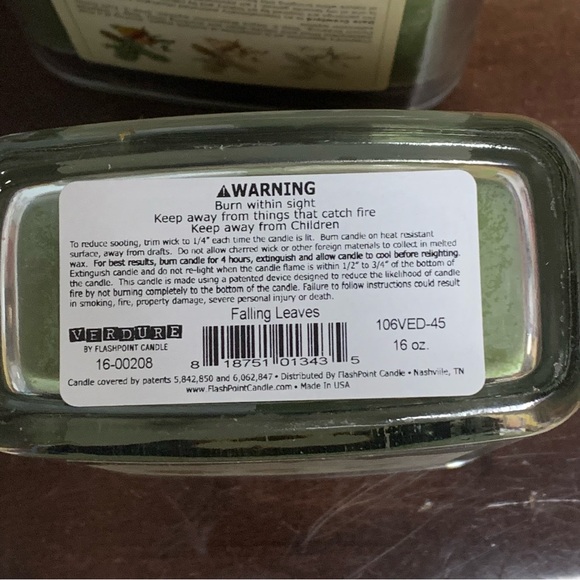 ⚠WARNING
Burn within sight
Keep away from things that catch fire
Keep away from Children
To reduce sooting, trim wick to 1/4" each time the candle is lit. Burn candle on heat resistant
surface, away from drafts. Do not allow charred wick or other foreign materials to collect in melted
wax. For best results, burn candle for 4 hours, extinguish and allow candle to cool before relighting.
Extinguish candle and do not re-light when the candle flame is within 1/2" to 3/4" of the bottom of
the candle. This candle is made using a patented device designed to reduce the likelihood of candle
fire by not burning completely to the bottom of the candle. Failure to follow instructions could result
in smoking, fire, property damage, severe personal injury or death.
Falling Leaves
VERDURE
BY FLASHPOINT CANDLE
16-00208
8 18751 01343 5
106VED-45
16 oz.
Candle covered by patents 5,842,850 and 6,062,847 • Distributed By FlashPoint Candle • Nashville, TN
www.FlashPointCandle.com • Made In USA